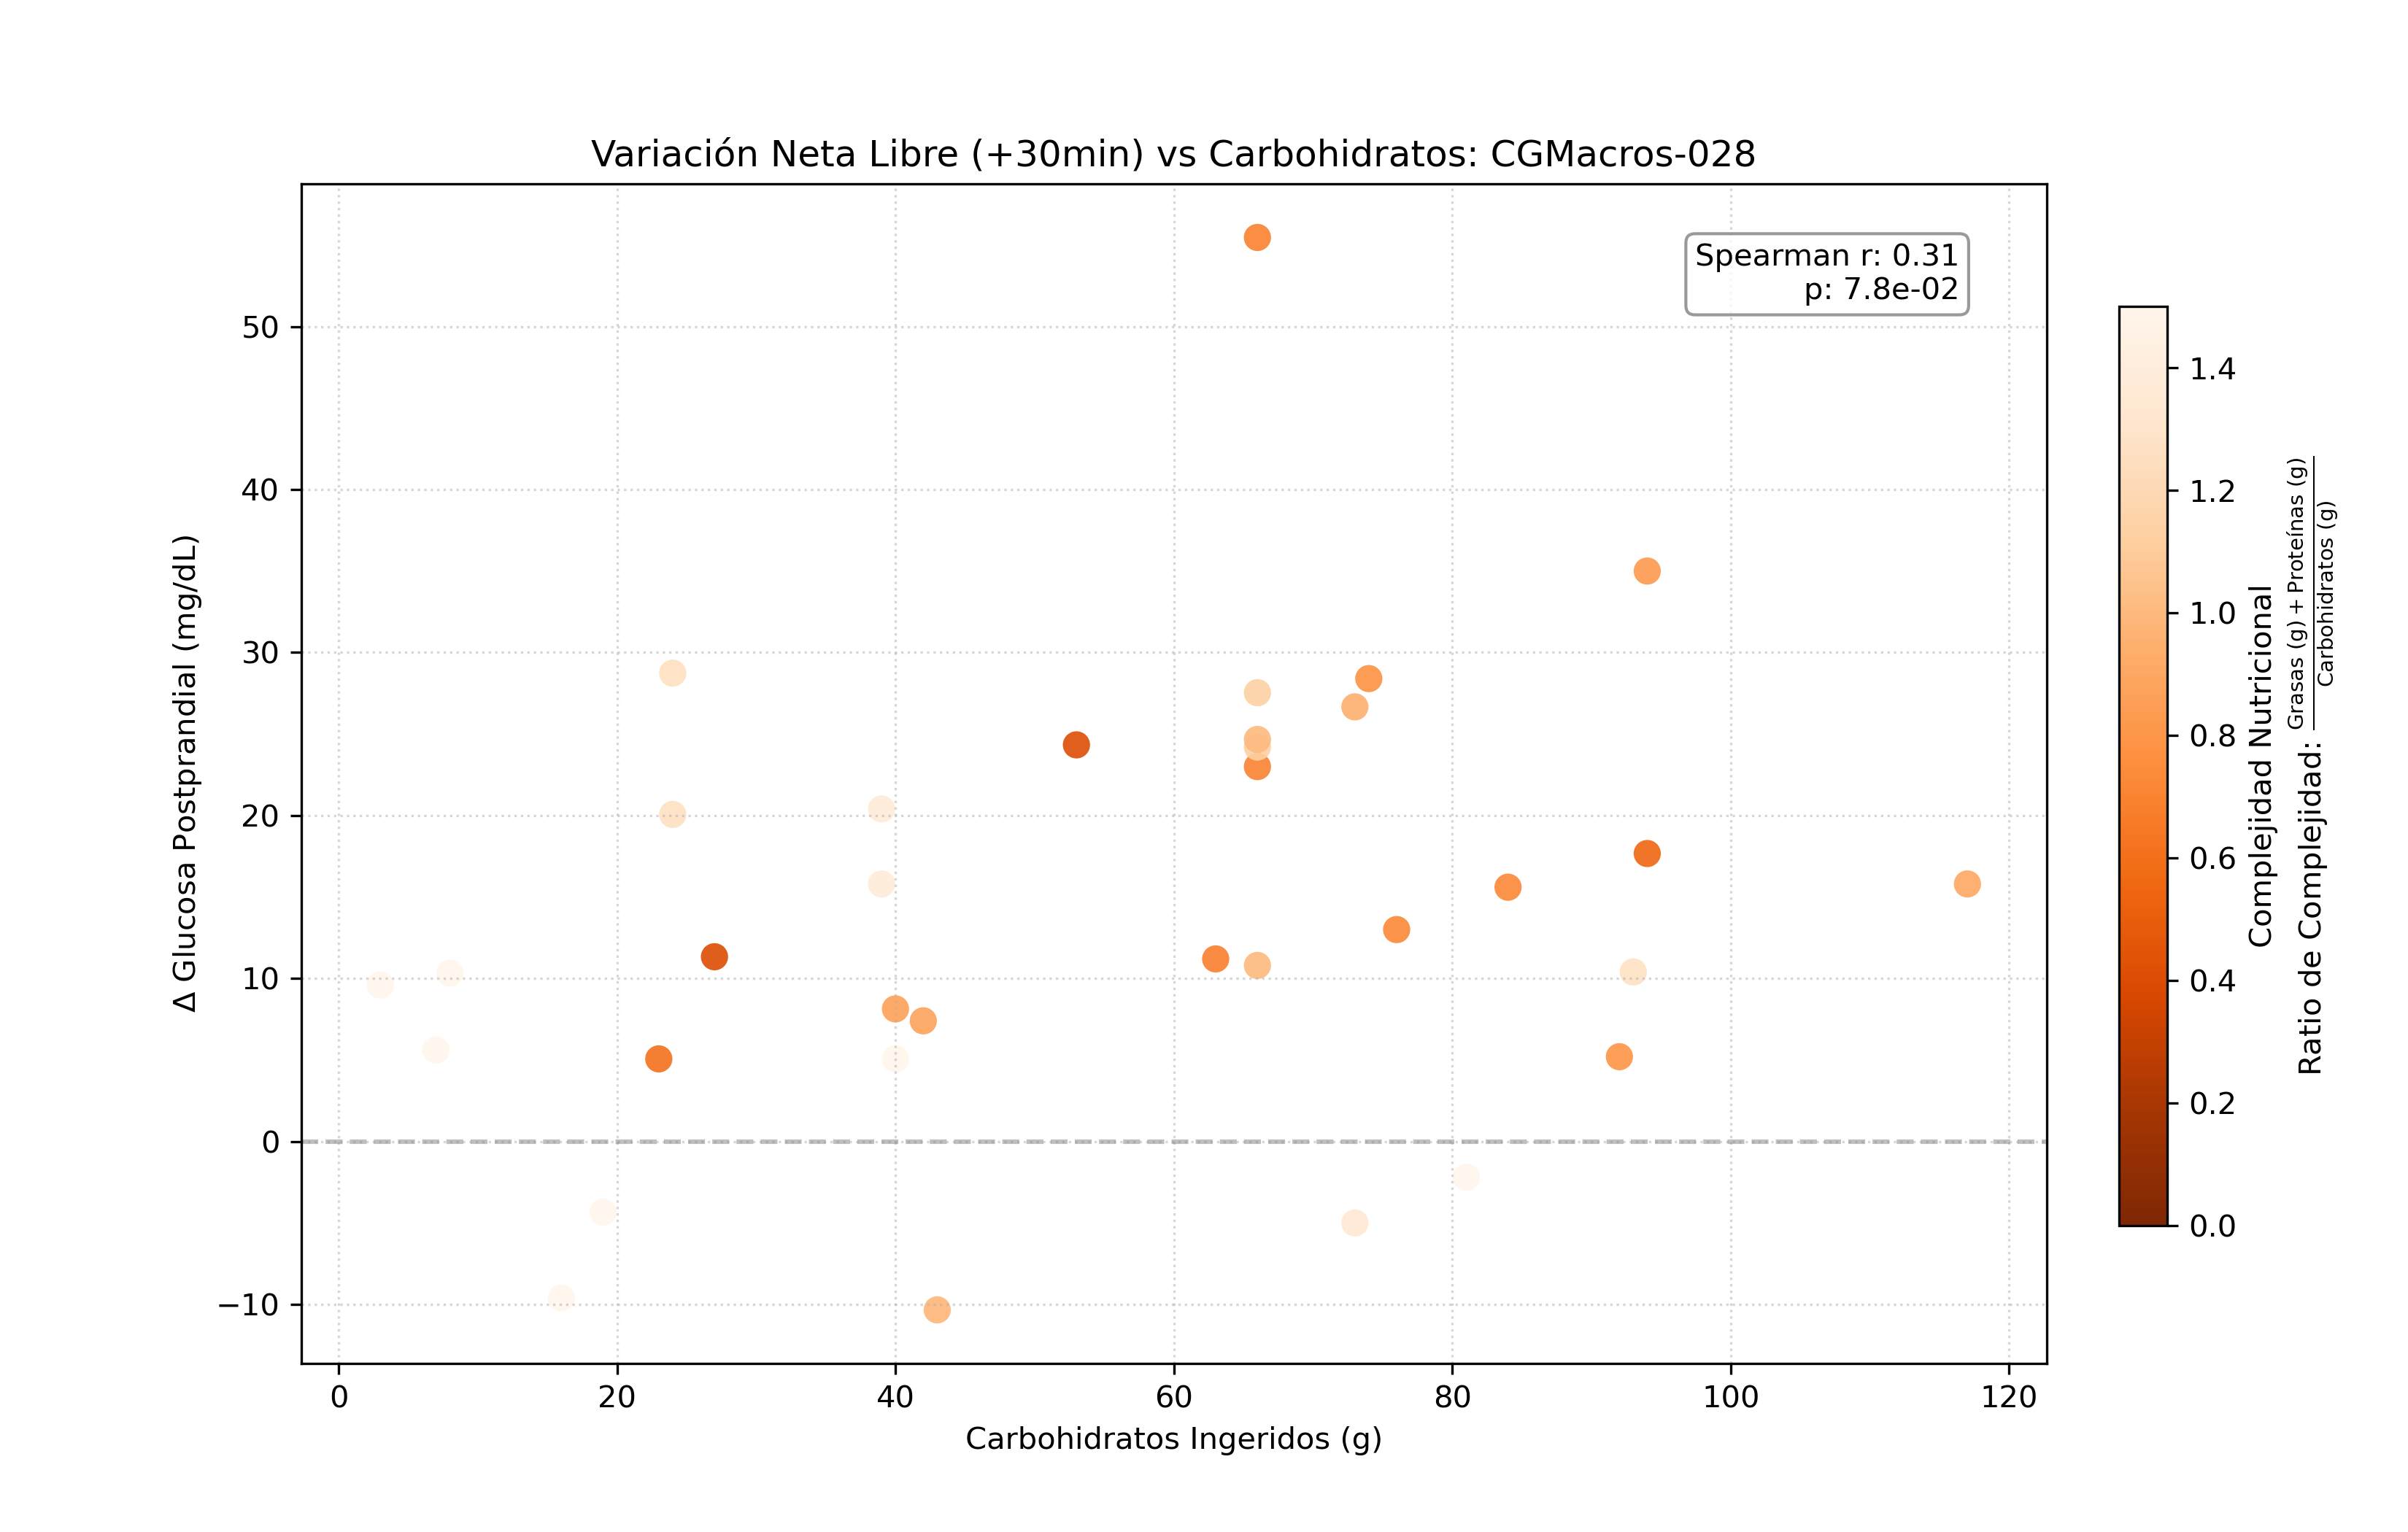 Variación Neta Libre (+30min) vs Carbohidratos: CGMacros-028
Spearman r: 0.31
p: 7.8e-02
Δ Glucosa Postprandial (mg/dL)
50
40
30
20
10
0
−10
0
20
40
60
80
100
120
Carbohidratos Ingeridos (g)
1.4
1.2
1.0
0.8
0.6
0.4
0.2
0.0
Complejidad Nutricional
Ratio de Complejidad: Grasas (g) + Proteínas (g)
Carbohidratos (g)